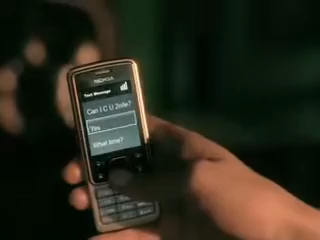 NOKIA
Text Message
Can I C U 2nite?
Yes
What time?